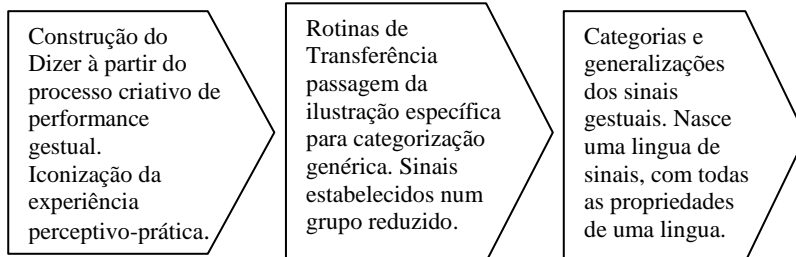 Construção do
Dizer à partir do
processo criativo de
performance
gestual.
Iconização da
experiência
perceptivo-prática.
Rotinas de
Transferência
passagem da
ilustração específica
para categorização
genérica. Sinais
estabelecidos num
grupo reduzido.
Categorias e
generalizações
dos sinais
gestuais. Nasce
uma lingua de
sinais, com todas
as propriedades
de uma lingua.